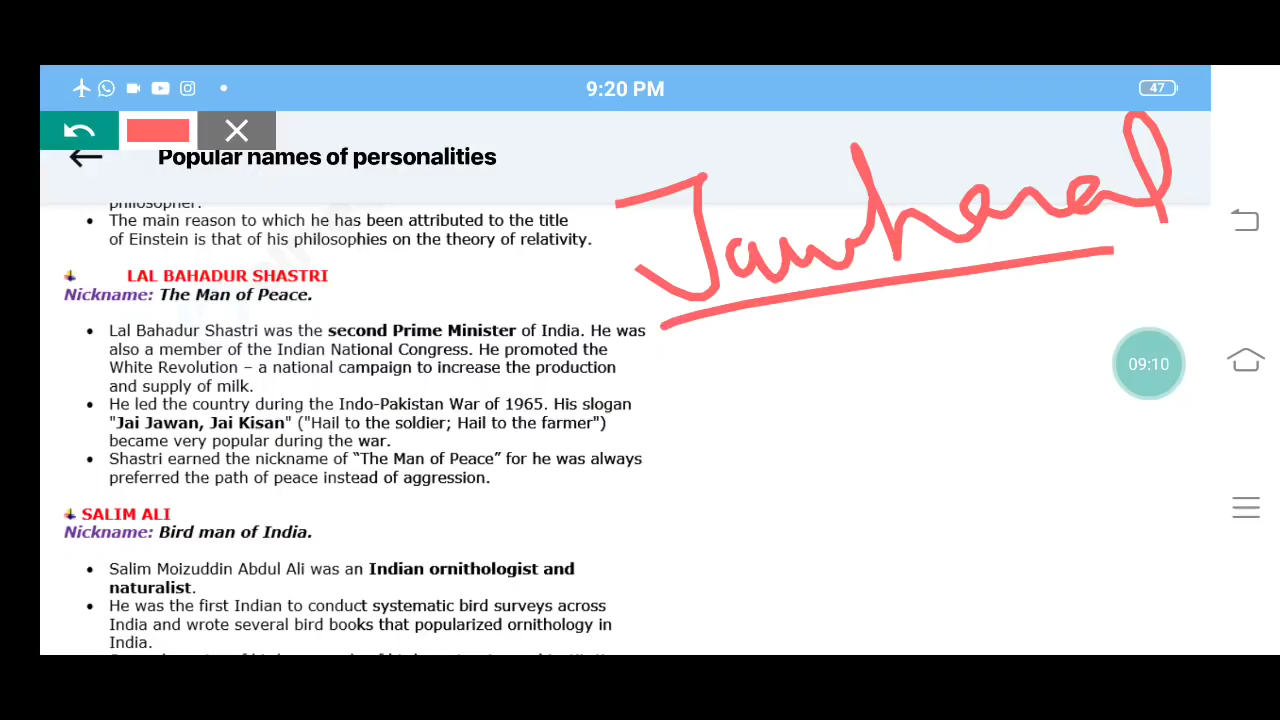 9:20 PM
47
Popular names of personalities
Jawharal
philosopher.
• The main reason to which he has been attributed to the title
of Einstein is that of his philosophies on the theory of relativity.
LAL BAHADUR SHASTRI
Nickname: The Man of Peace.
• Lal Bahadur Shastri was the second Prime Minister of India. He was
also a member of the Indian National Congress. He promoted the
White Revolution – a national campaign to increase the production
and supply of milk.
• He led the country during the Indo-Pakistan War of 1965. His slogan
"Jai Jawan, Jai Kisan" ("Hail to the soldier; Hail to the farmer")
became very popular during the war.
• Shastri earned the nickname of “The Man of Peace” for he was always
preferred the path of peace instead of aggression.
09:10
SALIM ALI
Nickname: Bird man of India.
• Salim Moizuddin Abdul Ali was an Indian ornithologist and
naturalist.
• He was the first Indian to conduct systematic bird surveys across
India and wrote several bird books that popularized ornithology in
India.